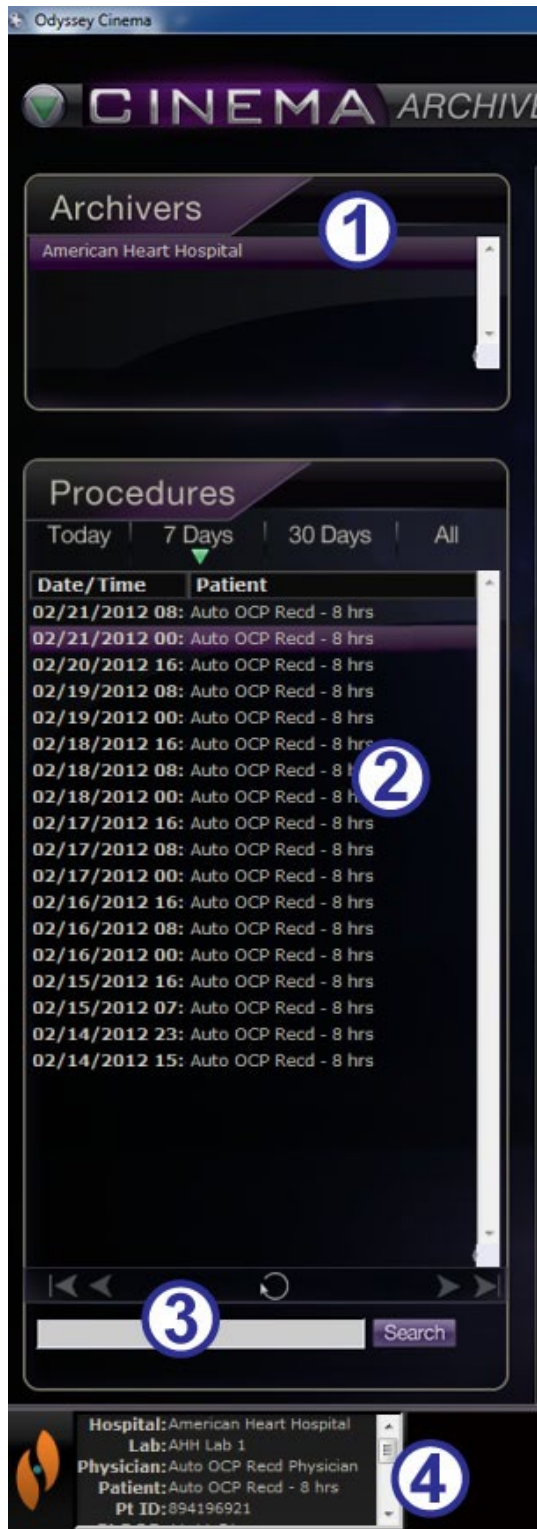 Odyssey Cinema
CINEMA ARCHIVE
Archivers
1
American Heart Hospital
Procedures
Today 7 Days 30 Days All
Date/Time Patient
02/21/2012 08: Auto OCP Recd - 8 hrs
02/21/2012 00: Auto OCP Recd - 8 hrs
02/20/2012 16: Auto OCP Recd - 8 hrs
02/19/2012 08: Auto OCP Recd - 8 hrs
02/19/2012 00: Auto OCP Recd - 8 hrs
02/18/2012 16: Auto OCP Recd - 8 hrs
02/18/2012 08: Auto OCP Recd - 8
2
02/18/2012 00: Auto OCP Recd - 8
02/17/2012 16: Auto OCP Recd - 8 hrs
02/17/2012 08: Auto OCP Recd - 8 hrs
02/17/2012 00: Auto OCP Recd - 8 hrs
02/16/2012 16: Auto OCP Recd - 8 hrs
02/16/2012 08: Auto OCP Recd - 8 hrs
02/16/2012 00: Auto OCP Recd - 8 hrs
02/15/2012 16: Auto OCP Recd - 8 hrs
02/15/2012 07: Auto OCP Recd - 8 hrs
02/14/2012 23: Auto OCP Recd - 8 hrs
02/14/2012 15: Auto OCP Recd - 8 hrs
3
Search
Hospital: American Heart Hospital
Lab: AHH Lab 1
Physician: Auto OCP Recd Physician
4
Patient: Auto OCP Recd - 8 hrs
Pt ID: 894196921